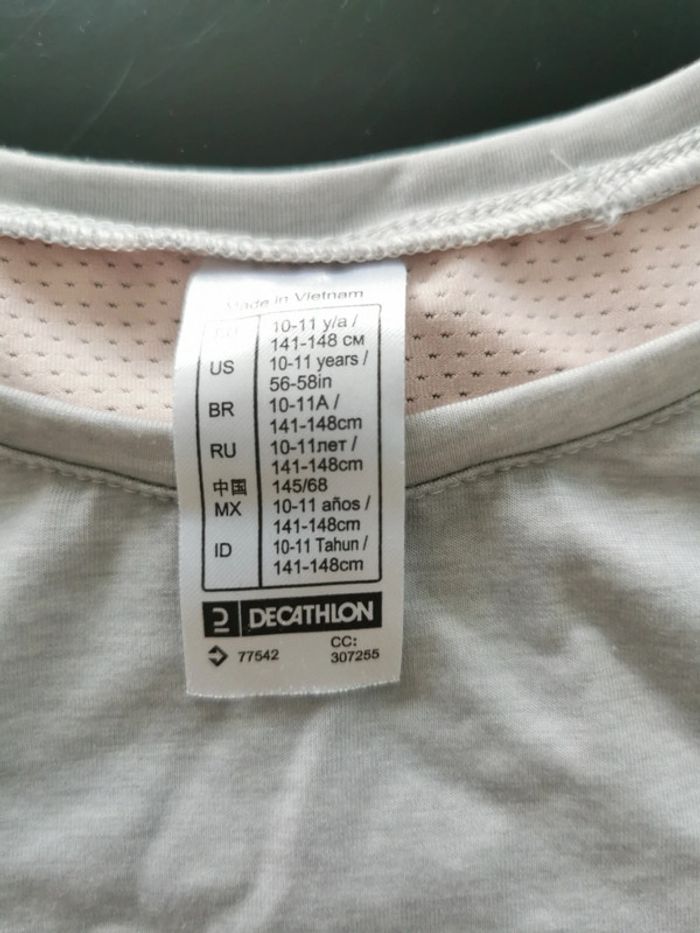 Made in Vietnam
EU 10-11 y/a /
141-148 см
US 10-11 years /
56-58in
BR 10-11A /
141-148cm
RU 10-11лет /
141-148cm
中国 145/68
MX 10-11 años /
141-148cm
ID 10-11 Tahun /
141-148cm
DECATHLON
77542
CC:
307255